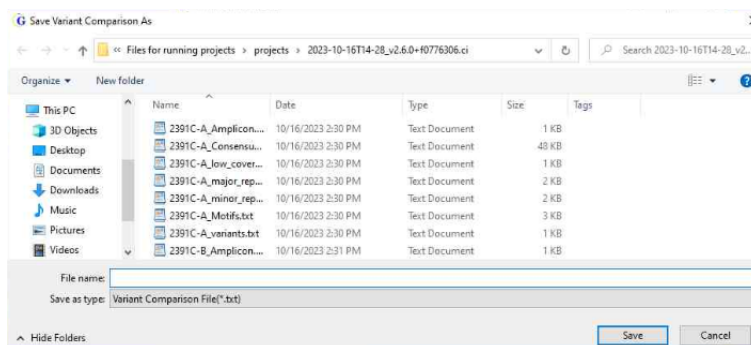 Save Variant Comparison As
« Files for running projects > projects > 2023-10-16T14-28_v2.6.0+f0776306.ci
Search 2023-10-16T14-28_v2...
Organize New folder
Name Date Type Size Tags
This PC
3D Objects
Desktop
Documents
Downloads
Music
Pictures
Videos
2391C-A_Amplicon.... 10/16/2023 2:30 PM Text Document 1 KB
2391C-A_Consensu... 10/16/2023 2:30 PM Text Document 48 KB
2391C-A_low_cover... 10/16/2023 2:30 PM Text Document 1 KB
2391C-A_major_rep... 10/16/2023 2:30 PM Text Document 2 KB
2391C-A_minor_rep... 10/16/2023 2:30 PM Text Document 2 KB
2391C-A_Motifs.txt 10/16/2023 2:30 PM Text Document 3 KB
2391C-A_variants.txt 10/16/2023 2:30 PM Text Document 1 KB
2391C-B_Amplicon.... 10/16/2023 2:31 PM Text Document 1 KB
File name:
Save as type: Variant Comparison File(*.txt)
Hide Folders
Save Cancel